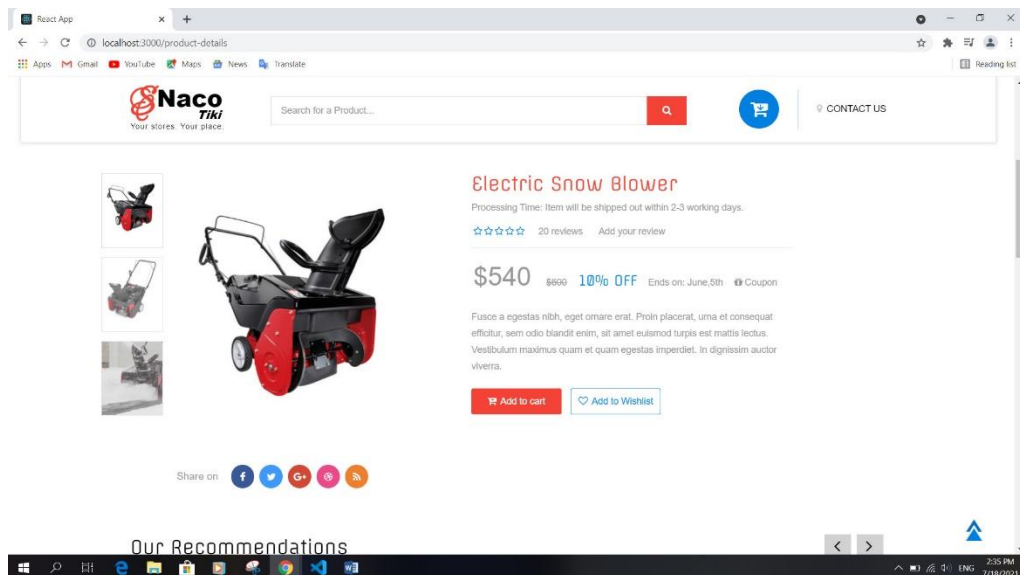 React App
localhost:3000/product-details
Apps Gmail YouTube Maps News Translate Reading list
Naco
Tiki
Your stores. Your place.
Search for a Product...
CONTACT US
Electric Snow Blower
Processing Time: Item will be shipped out within 2-3 working days.
20 reviews Add your review
$540 $600 10% OFF Ends on: June,5th Coupon
Fusce a egestas nibh, eget ornare erat. Proin placerat, urna et consequat
efficitur, sem odio blandit enim, sit amet euismod turpis est mattis lectus.
Vestibulum maximus quam et quam egestas imperdiet. In dignissim auctor
viverra.
Add to cart Add to Wishlist
Share on
Our Recommendations
ENG 2:35 PM
7/18/2021